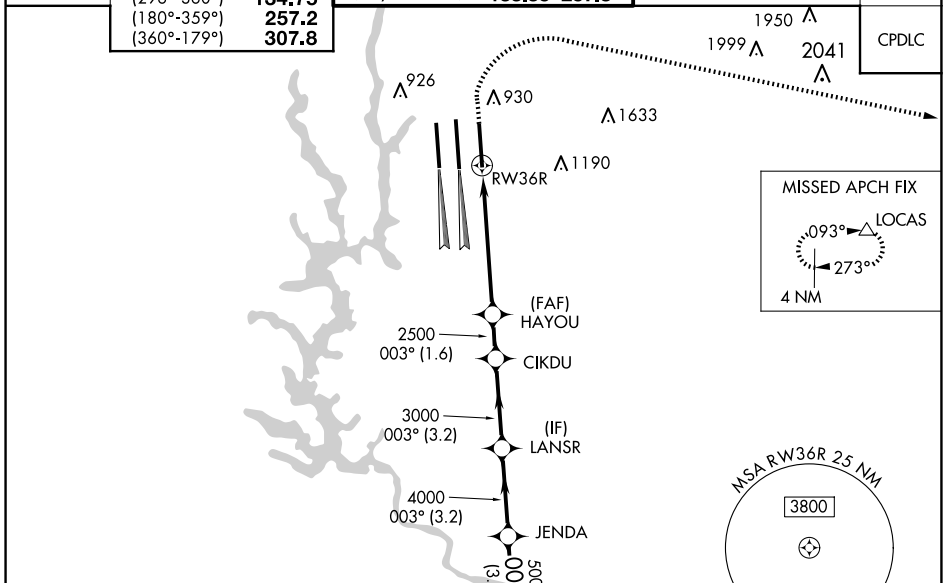 134.75
(180°-359°) 257.2
(360°-179°) 307.8
1950
1999
2041
CPDLC
926
930
1633
1190
RW36R
MISSED APCH FIX
LOCAS
093°
273°
4 NM
(FAF)
HAYOU
2500
003° (1.6)
CIKDU
3000
003° (3.2)
(IF)
LANSR
4000
003° (3.2)
JENDA
MSA RW36R 25 NM
3800